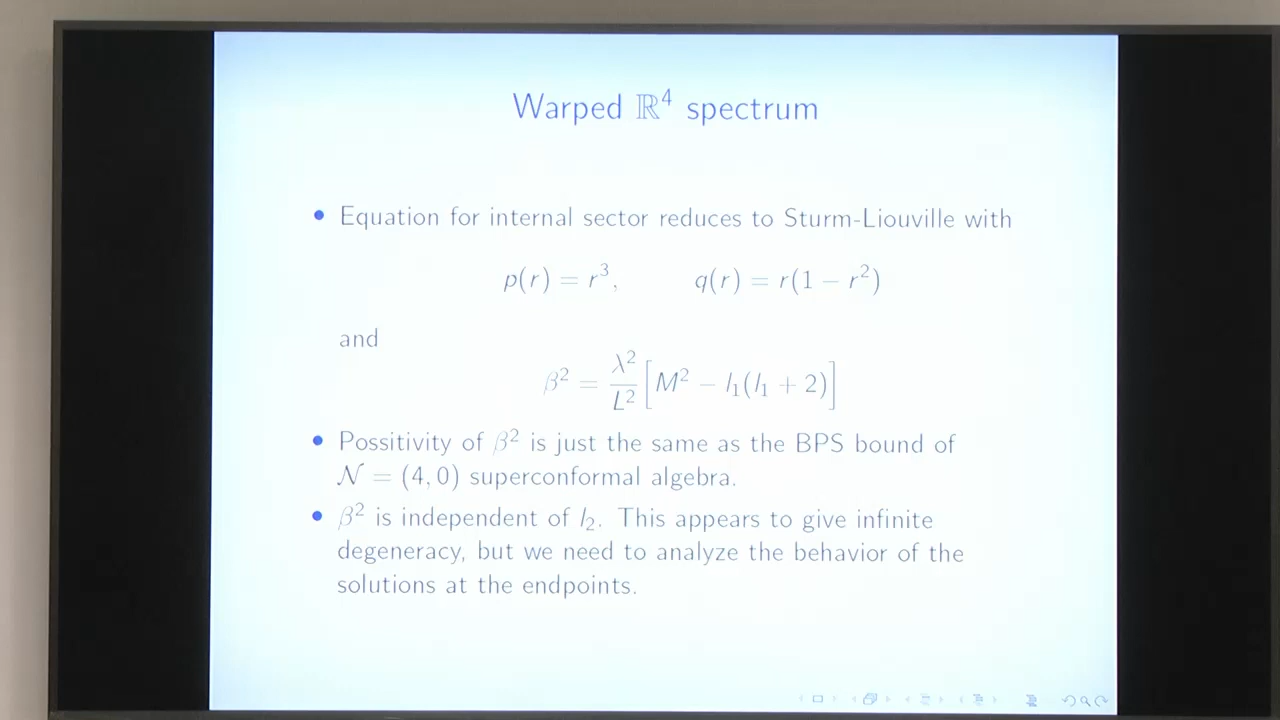 Warped ℝ⁴ spectrum
• Equation for internal sector reduces to Sturm-Liouville with
p(r) = r³, q(r) = r(1 − r²)
and
β² = λ²/L² [M² − l₁(l₁ + 2)]
• Possitivity of β² is just the same as the BPS bound of
𝒩 = (4, 0) superconformal algebra.
• β² is independent of l₂. This appears to give infinite
degeneracy, but we need to analyze the behavior of the
solutions at the endpoints.